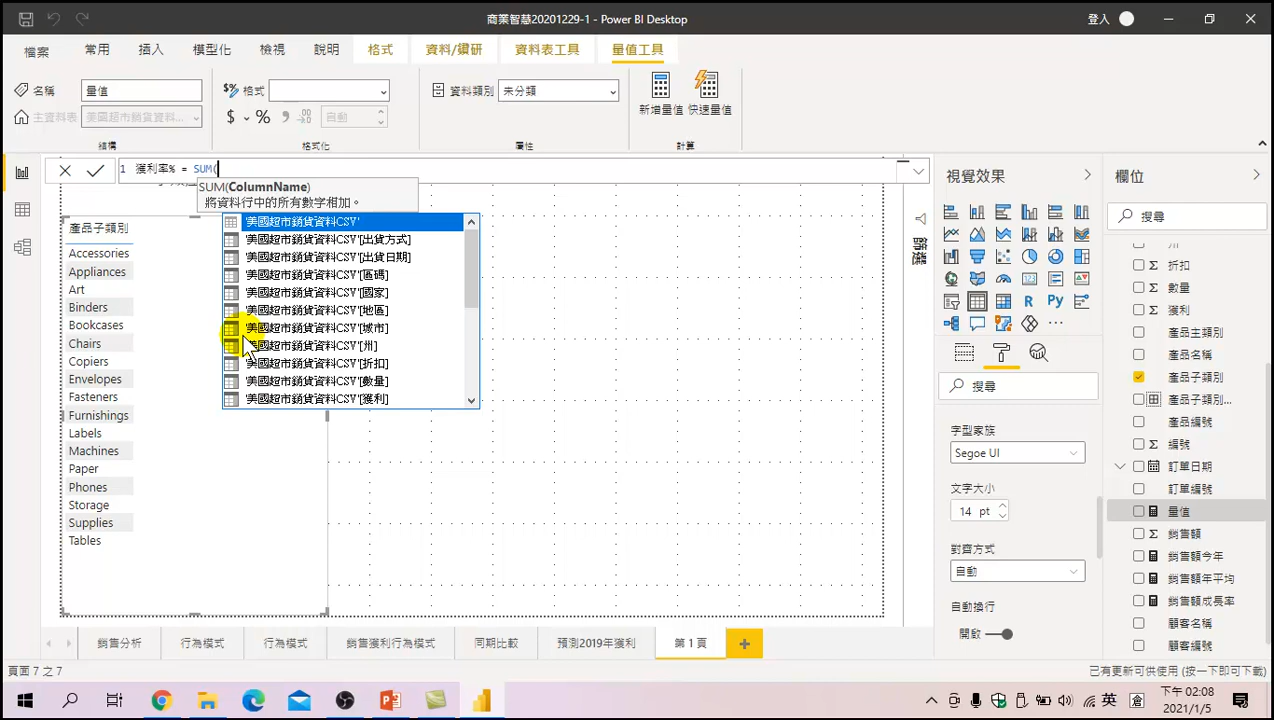 商業智慧20201229-1 - Power BI Desktop
登入
檔案 常用 插入 模型化 檢視 說明 格式 資料/鑽研 資料表工具 量值工具
名稱 量值
主資料表 美國超市銷貨資料...
結構
格式
$ % 9 .00 自動
格式化
資料類別 未分類
屬性
新增量值 快速量值
計算
1 獲利率% = SUM(
SUM(ColumnName)
將資料行中的所有數字相加。
'美國超市銷貨資料CSV'
'美國超市銷貨資料CSV'[出貨方式]
'美國超市銷貨資料CSV'[出貨日期]
'美國超市銷貨資料CSV'[區碼]
'美國超市銷貨資料CSV'[國家]
'美國超市銷貨資料CSV'[地區]
'美國超市銷貨資料CSV'[城市]
'美國超市銷貨資料CSV'[州]
'美國超市銷貨資料CSV'[折扣]
'美國超市銷貨資料CSV'[數量]
'美國超市銷貨資料CSV'[獲利]
產品子類別
Accessories
Appliances
Art
Binders
Bookcases
Chairs
Copiers
Envelopes
Fasteners
Furnishings
Labels
Machines
Paper
Phones
Storage
Supplies
Tables
篩選
視覺效果
R Py
搜尋
字型家族
Segoe UI
文字大小
14 pt
對齊方式
自動
自動換行
開啟
欄位
搜尋
折扣
數量
獲利
產品主類別
產品名稱
產品子類別
產品子類別...
產品編號
編號
訂單日期
訂單編號
量值
銷售額
銷售額今年
銷售額年平均
銷售額成長率
顧客名稱
顧客編號
銷售分析 行為模式 行為模式 銷售獲利行為模式 同期比較 預測2019年獲利 第 1 頁
頁面 7 之 7
已有更新可供使用 (按一下即可下載)
英 倉
下午 02:08
2021/1/5